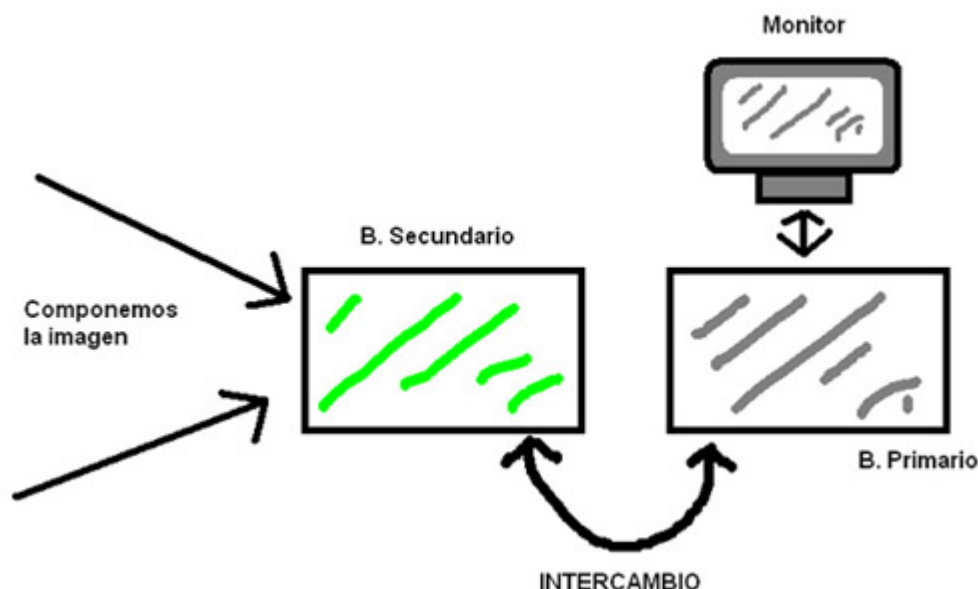 Monitor
B. Secundario
Componemos
la imagen
B. Primario
INTERCAMBIO